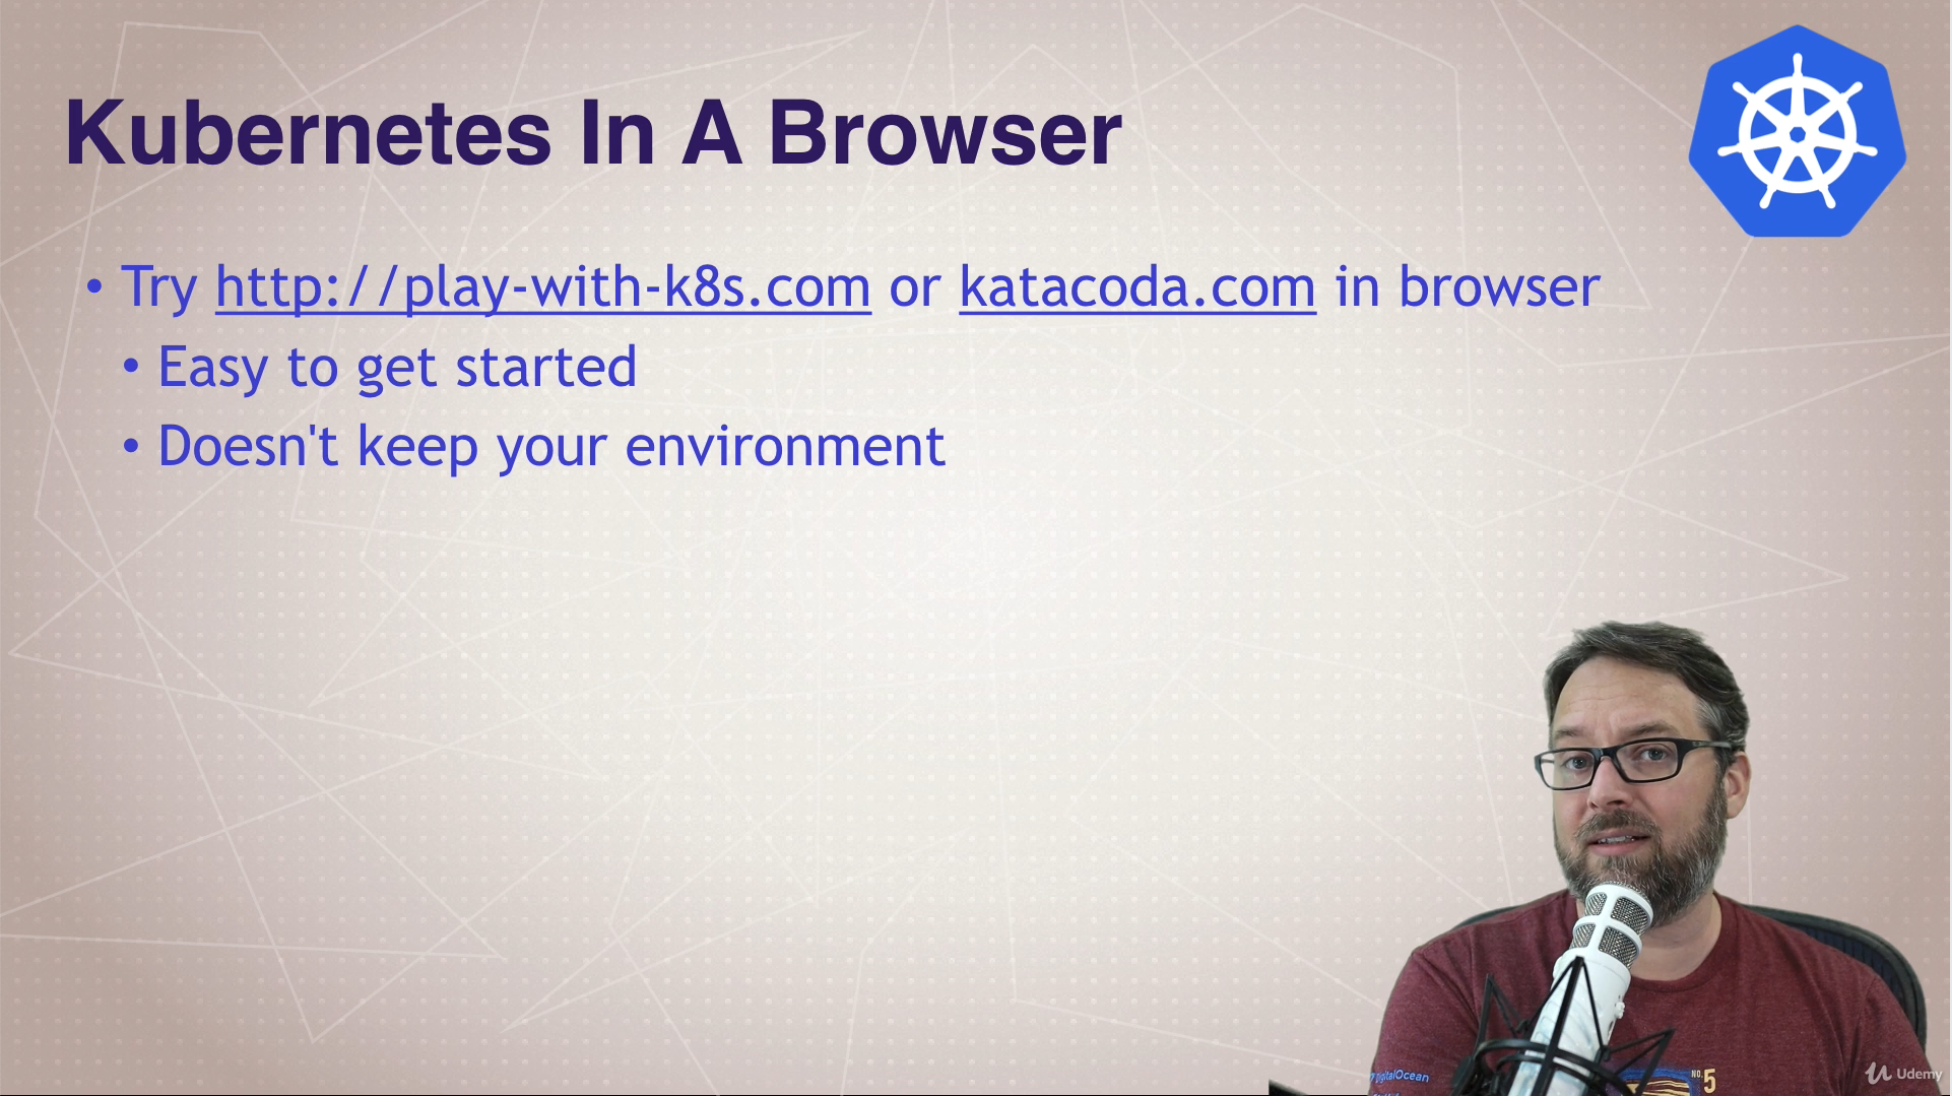 Kubernetes In A Browser
• Try http://play-with-k8s.com or katacoda.com in browser
• Easy to get started
• Doesn't keep your environment
DigitalOcean
NO. 5
Udemy